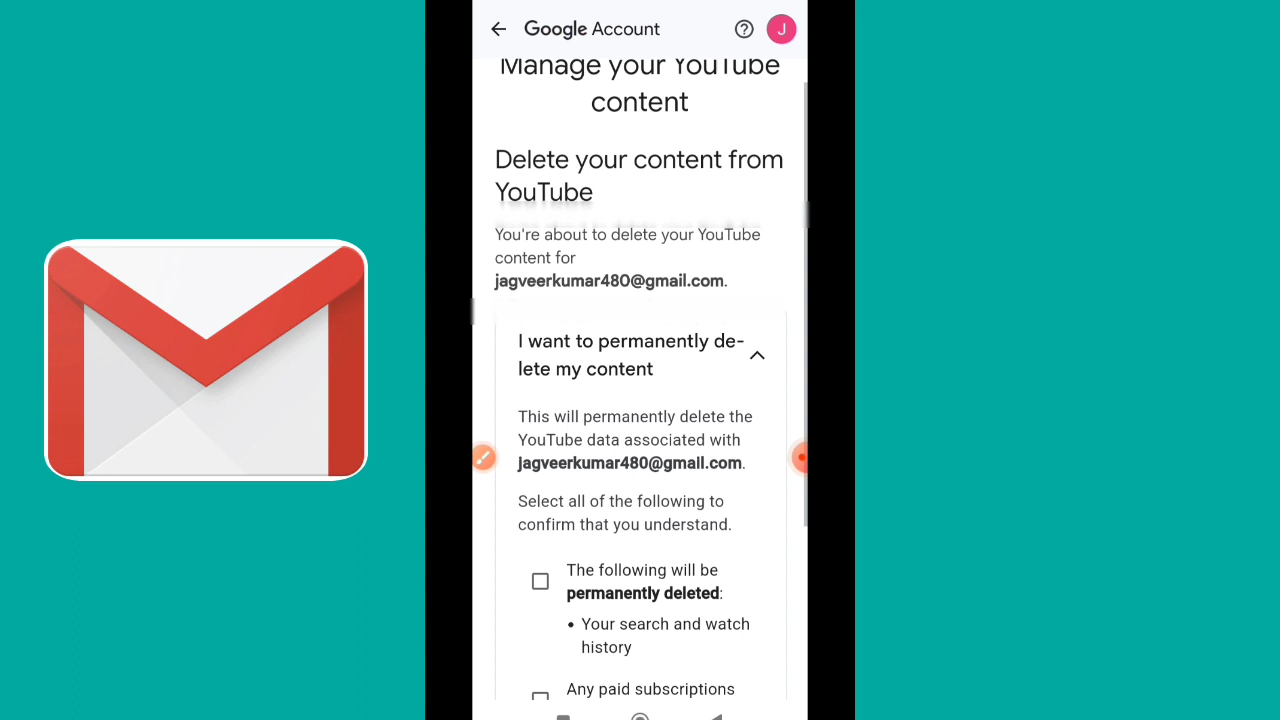 Google Account
J
Manage your YouTube
content
Delete your content from
YouTube
You're about to delete your YouTube
content for
jagveerkumar480@gmail.com.
I want to permanently de-
lete my content
This will permanently delete the
YouTube data associated with
jagveerkumar480@gmail.com.
Select all of the following to
confirm that you understand.
The following will be
permanently deleted:
• Your search and watch
history
Any paid subscriptions